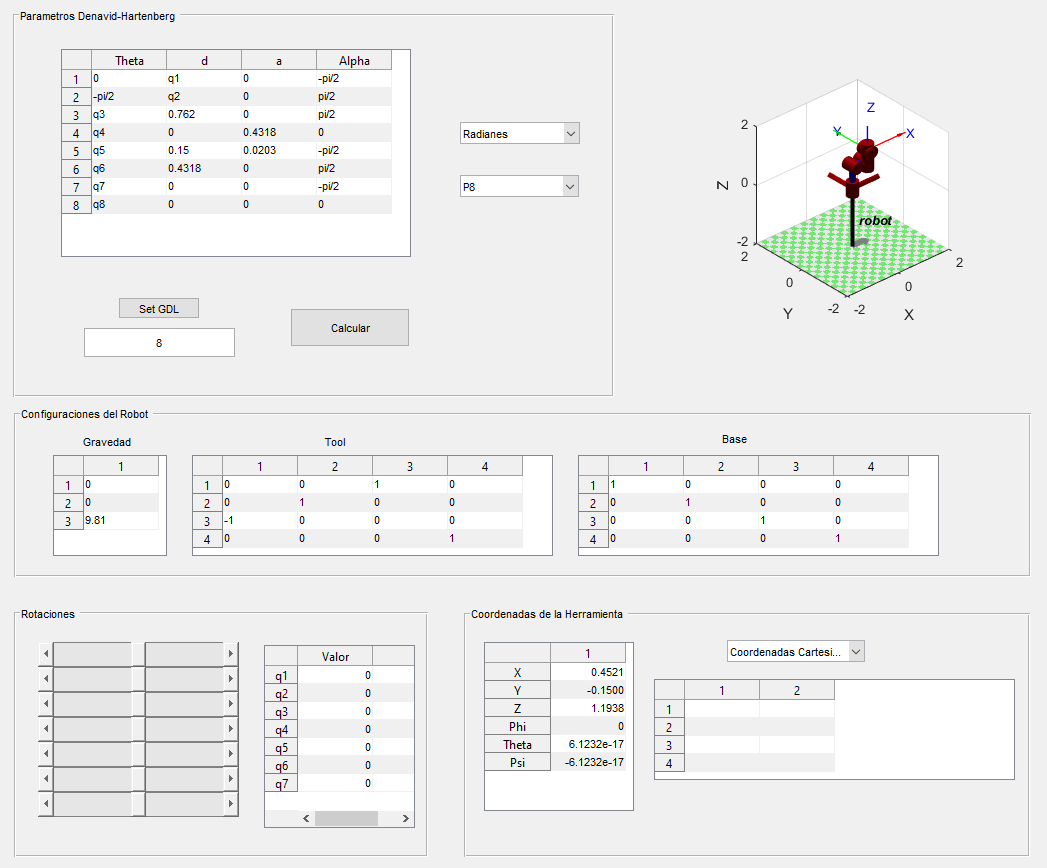 Parametros Denavid-Hartenberg
Theta d a Alpha
1 0 q1 0 -pi/2
2 -pi/2 q2 0 pi/2
3 q3 0.762 0 pi/2
4 q4 0 0.4318 0
5 q5 0.15 0.0203 -pi/2
6 q6 0.4318 0 pi/2
7 q7 0 0 -pi/2
8 q8 0 0 0
Radianes
P8
Set GDL
8
Calcular
Z
Y X
2
Z 0
robot
-2
2 2
0 0
Y -2 -2 X
Configuraciones del Robot
Gravedad
1
1 0
2 0
3 9.81
Tool
1 2 3 4
1 0 0 1 0
2 0 1 0 0
3 -1 0 0 0
4 0 0 0 1
Base
1 2 3 4
1 1 0 0 0
2 0 1 0 0
3 0 0 1 0
4 0 0 0 1
Rotaciones
Valor
q1 0
q2 0
q3 0
q4 0
q5 0
q6 0
q7 0
Coordenadas de la Herramienta
1
X 0.4521
Y -0.1500
Z 1.1938
Phi 0
Theta 6.1232e-17
Psi -6.1232e-17
Coordenadas Cartesi...
1 2
1
2
3
4